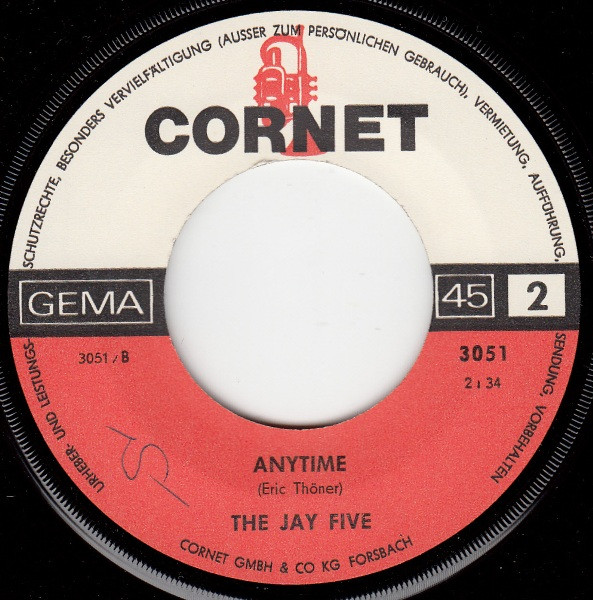 URHEBER- UND LEISTUNGS-SCHUTZRECHTE, BESONDERS VERVIELFÄLTIGUNG (AUSSER ZUM PERSÖNLICHEN GEBRAUCH), VERMIETUNG, AUFFÜHRUNG, SENDUNG, VORBEHALTEN
CORNET
GEMA 45 2
3051/B 3051
2:34
ANYTIME
(Eric Thöner)
THE JAY FIVE
CORNET GMBH & CO KG FORSBACH